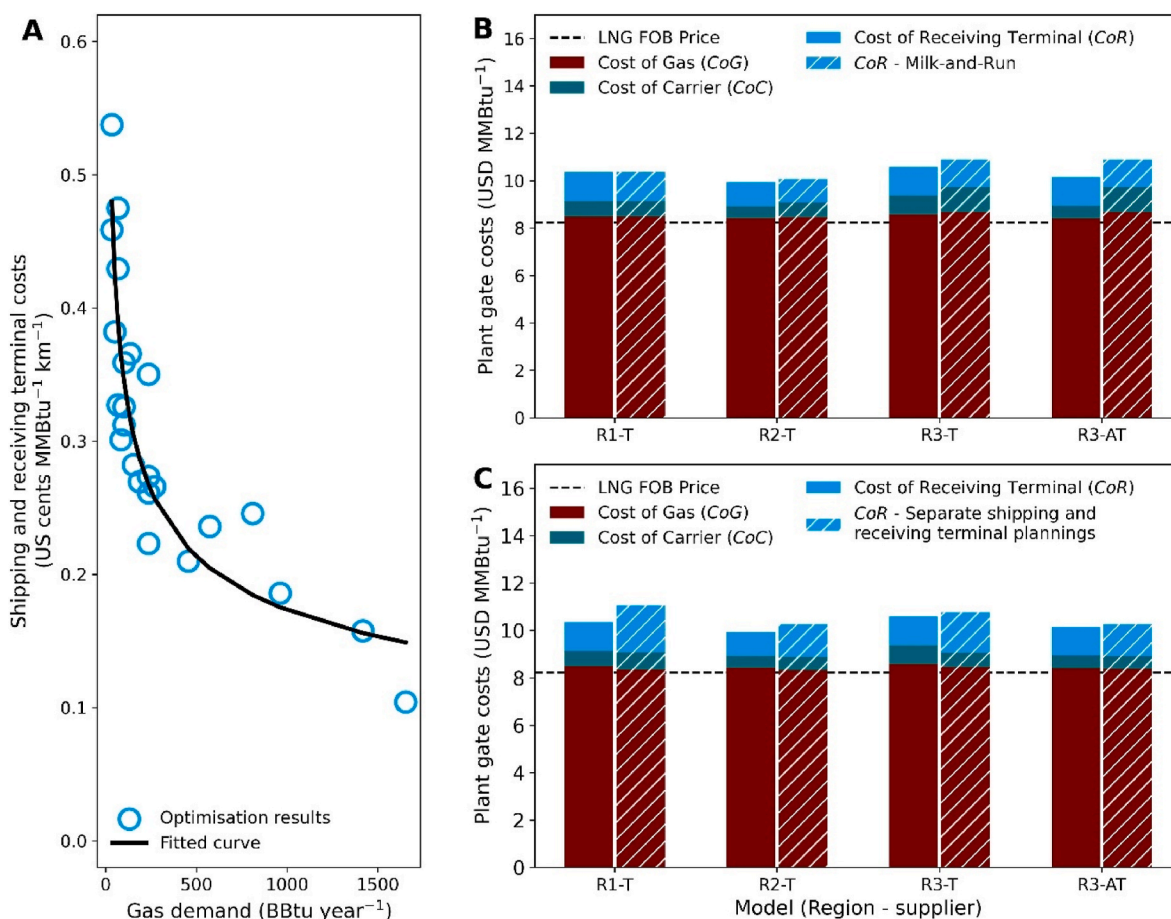 A
Shipping and receiving terminal costs
(US cents MMBtu⁻¹ km⁻¹)
0.6
0.5
0.4
0.3
0.2
0.1
0.0
Optimisation results
Fitted curve
0 500 1000 1500
Gas demand (BBtu year⁻¹)
B
Plant gate costs (USD MMBtu⁻¹)
16
14
12
10
8
6
4
2
0
LNG FOB Price
Cost of Gas (CoG)
Cost of Carrier (CoC)
Cost of Receiving Terminal (CoR)
CoR - Milk-and-Run
R1-T R2-T R3-T R3-AT
C
Plant gate costs (USD MMBtu⁻¹)
16
14
12
10
8
6
4
2
0
LNG FOB Price
Cost of Gas (CoG)
Cost of Carrier (CoC)
Cost of Receiving Terminal (CoR)
CoR - Separate shipping and
receiving terminal plannings
R1-T R2-T R3-T R3-AT
Model (Region - supplier)